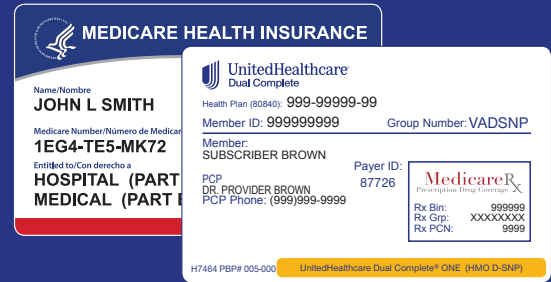 MEDICARE HEALTH INSURANCE
Name/Nombre
JOHN L SMITH
Medicare Number/Número de Medicar
1EG4-TE5-MK72
Entitled to/Con derecho a
HOSPITAL (PART
MEDICAL (PART
UnitedHealthcare®
Dual Complete
Health Plan (80840): 999-99999-99
Member ID: 999999999 Group Number: VADSNP
Member:
SUBSCRIBER BROWN
PCP
DR. PROVIDER BROWN
PCP Phone: (999)999-9999
Payer ID:
87726
MedicareRx
Prescription Drug Coverage
Rx Bin: 999999
Rx Grp: XXXXXXXX
Rx PCN: 9999
H7464 PBP# 005-000
UnitedHealthcare Dual Complete® ONE (HMO D-SNP)